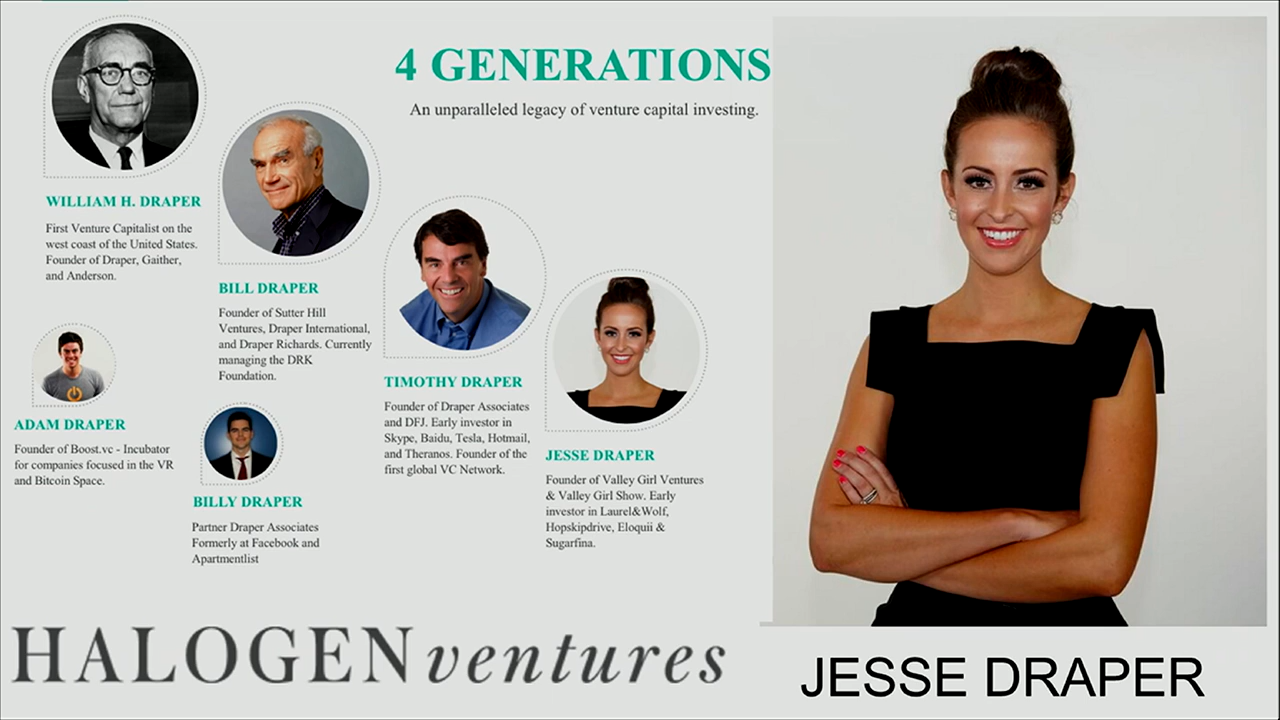 4 GENERATIONS
An unparalleled legacy of venture capital investing.
WILLIAM H. DRAPER
First Venture Capitalist on the
west coast of the United States.
Founder of Draper, Gaither,
and Anderson.
BILL DRAPER
Founder of Sutter Hill
Ventures, Draper International,
and Draper Richards. Currently
managing the DRK
Foundation.
TIMOTHY DRAPER
Founder of Draper Associates
and DFJ. Early investor in
Skype, Baidu, Tesla, Hotmail,
and Theranos. Founder of the
first global VC Network.
JESSE DRAPER
Founder of Valley Girl Ventures
& Valley Girl Show. Early
investor in Laurel&Wolf,
Hopskipdrive, Eloquii &
Sugarfina.
ADAM DRAPER
Founder of Boost.vc - Incubator
for companies focused in the VR
and Bitcoin Space.
BILLY DRAPER
Partner Draper Associates
Formerly at Facebook and
Apartmentlist
HALOGEN ventures
JESSE DRAPER